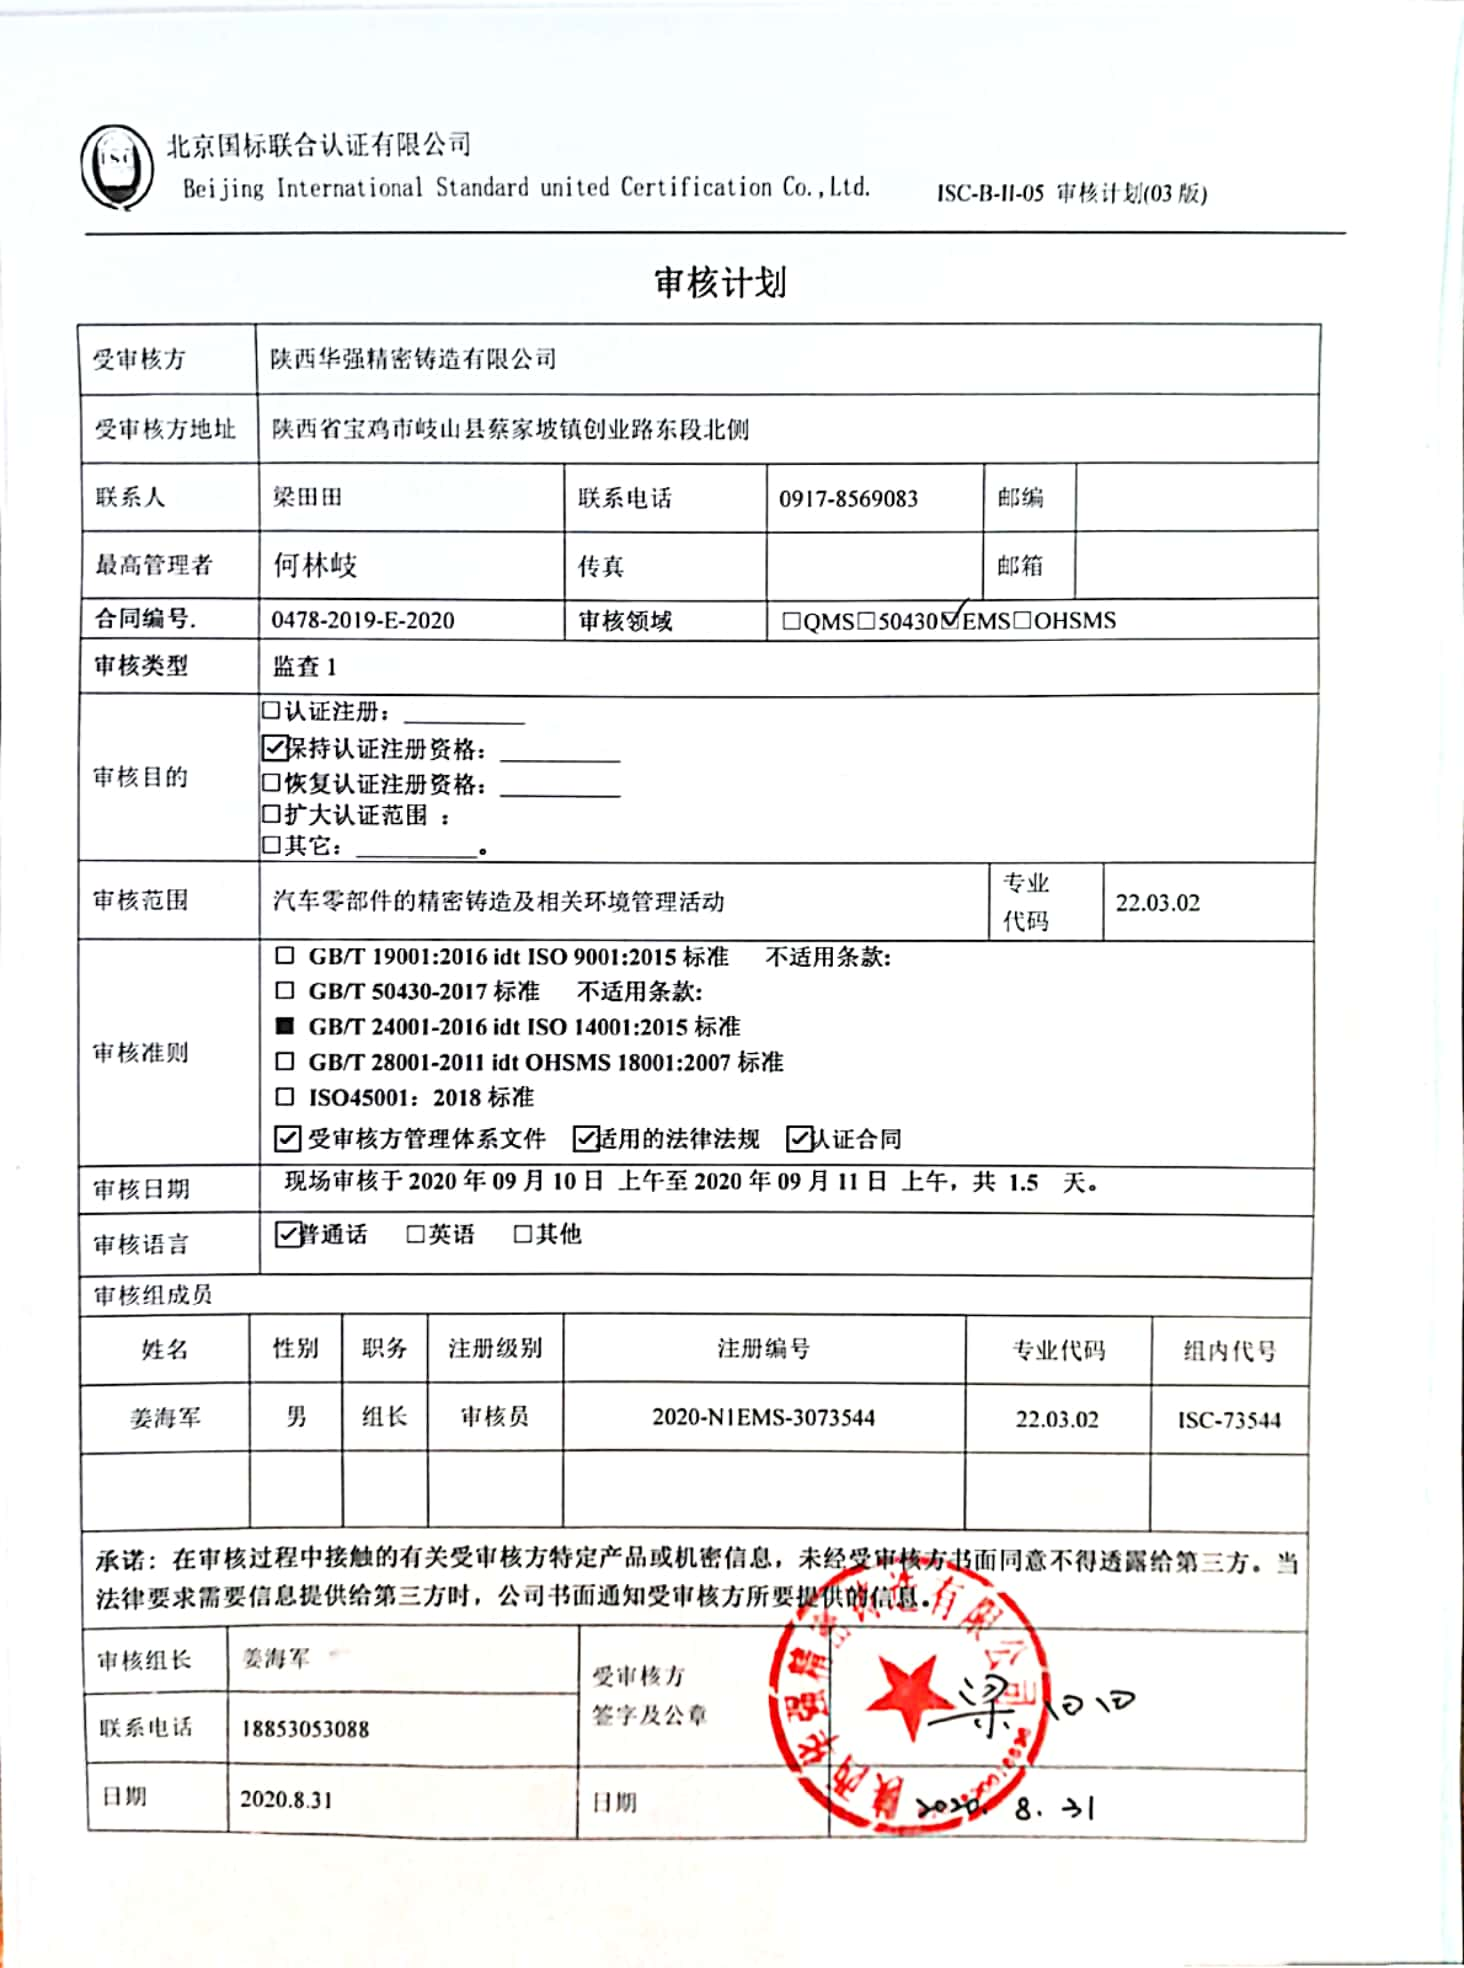 ISC
北京国标联合认证有限公司
Beijing International Standard united Certification Co.,Ltd.
ISC-B-II-05 审核计划(03 版)
审核计划
受审核方 陕西华强精密铸造有限公司
受审核方地址 陕西省宝鸡市岐山县蔡家坡镇创业路东段北侧
联系人 梁田田 联系电话 0917-8569083 邮编
最高管理者 何林岐 传真 邮箱
合同编号. 0478-2019-E-2020 审核领域 □QMS□50430☑EMS□OHSMS
审核类型 监查 1
审核目的
□认证注册：
☑保持认证注册资格：
□恢复认证注册资格：
□扩大认证范围 ：
□其它： 。
审核范围 汽车零部件的精密铸造及相关环境管理活动 专业代码 22.03.02
审核准则
□ GB/T 19001:2016 idt ISO 9001:2015 标准 不适用条款:
□ GB/T 50430-2017 标准 不适用条款:
■ GB/T 24001-2016 idt ISO 14001:2015 标准
□ GB/T 28001-2011 idt OHSMS 18001:2007 标准
□ ISO45001：2018 标准
☑受审核方管理体系文件 ☑适用的法律法规 ☑认证合同
审核日期 现场审核于 2020 年 09 月 10 日 上午至 2020 年 09 月 11 日 上午，共 1.5 天。
审核语言 ☑普通话 □英语 □其他
审核组成员
姓名 性别 职务 注册级别 注册编号 专业代码 组内代号
姜海军 男 组长 审核员 2020-N1EMS-3073544 22.03.02 ISC-73544
承诺：在审核过程中接触的有关受审核方特定产品或机密信息，未经受审核方书面同意不得透露给第三方。当
法律要求需要信息提供给第三方时，公司书面通知受审核方所要提供的信息。
审核组长 姜海军
受审核方
签字及公章
梁田田
陕西华强精密铸造有限公司
联系电话 18853053088
日期 2020.8.31 日期 2020. 8. 31